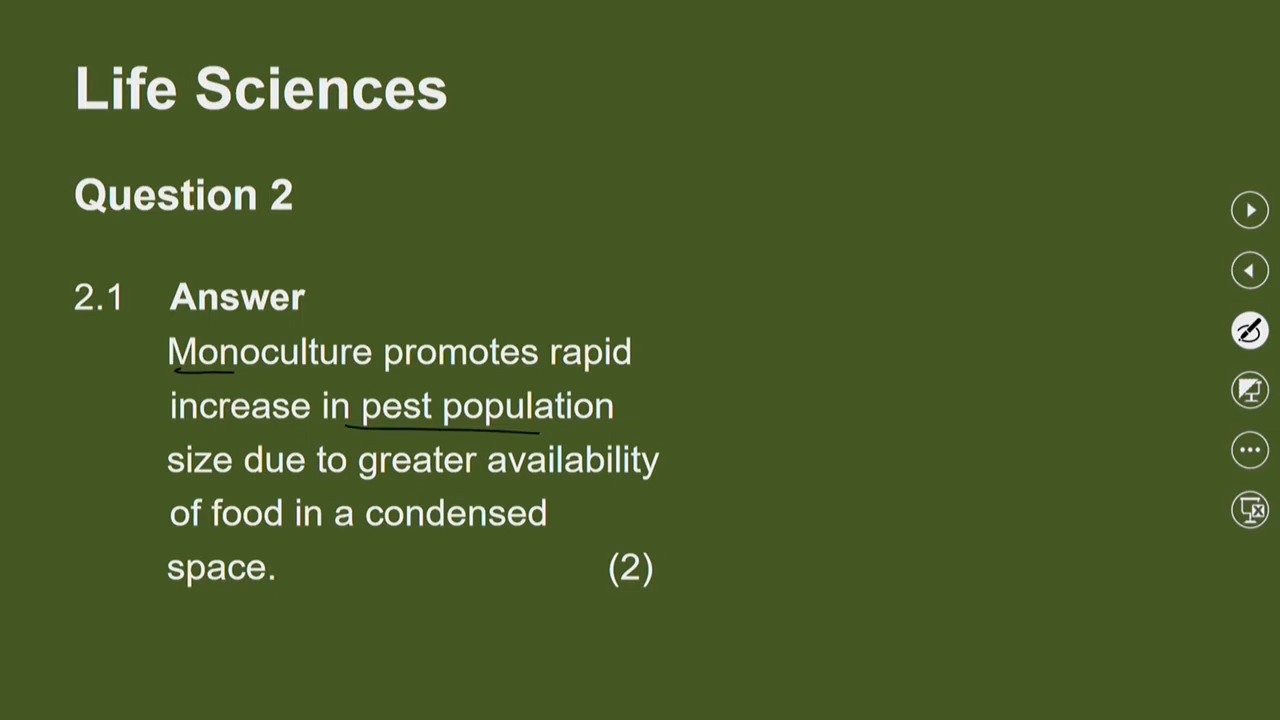 Life Sciences
Question 2
2.1 Answer
Monoculture promotes rapid
increase in pest population
size due to greater availability
of food in a condensed
space. (2)